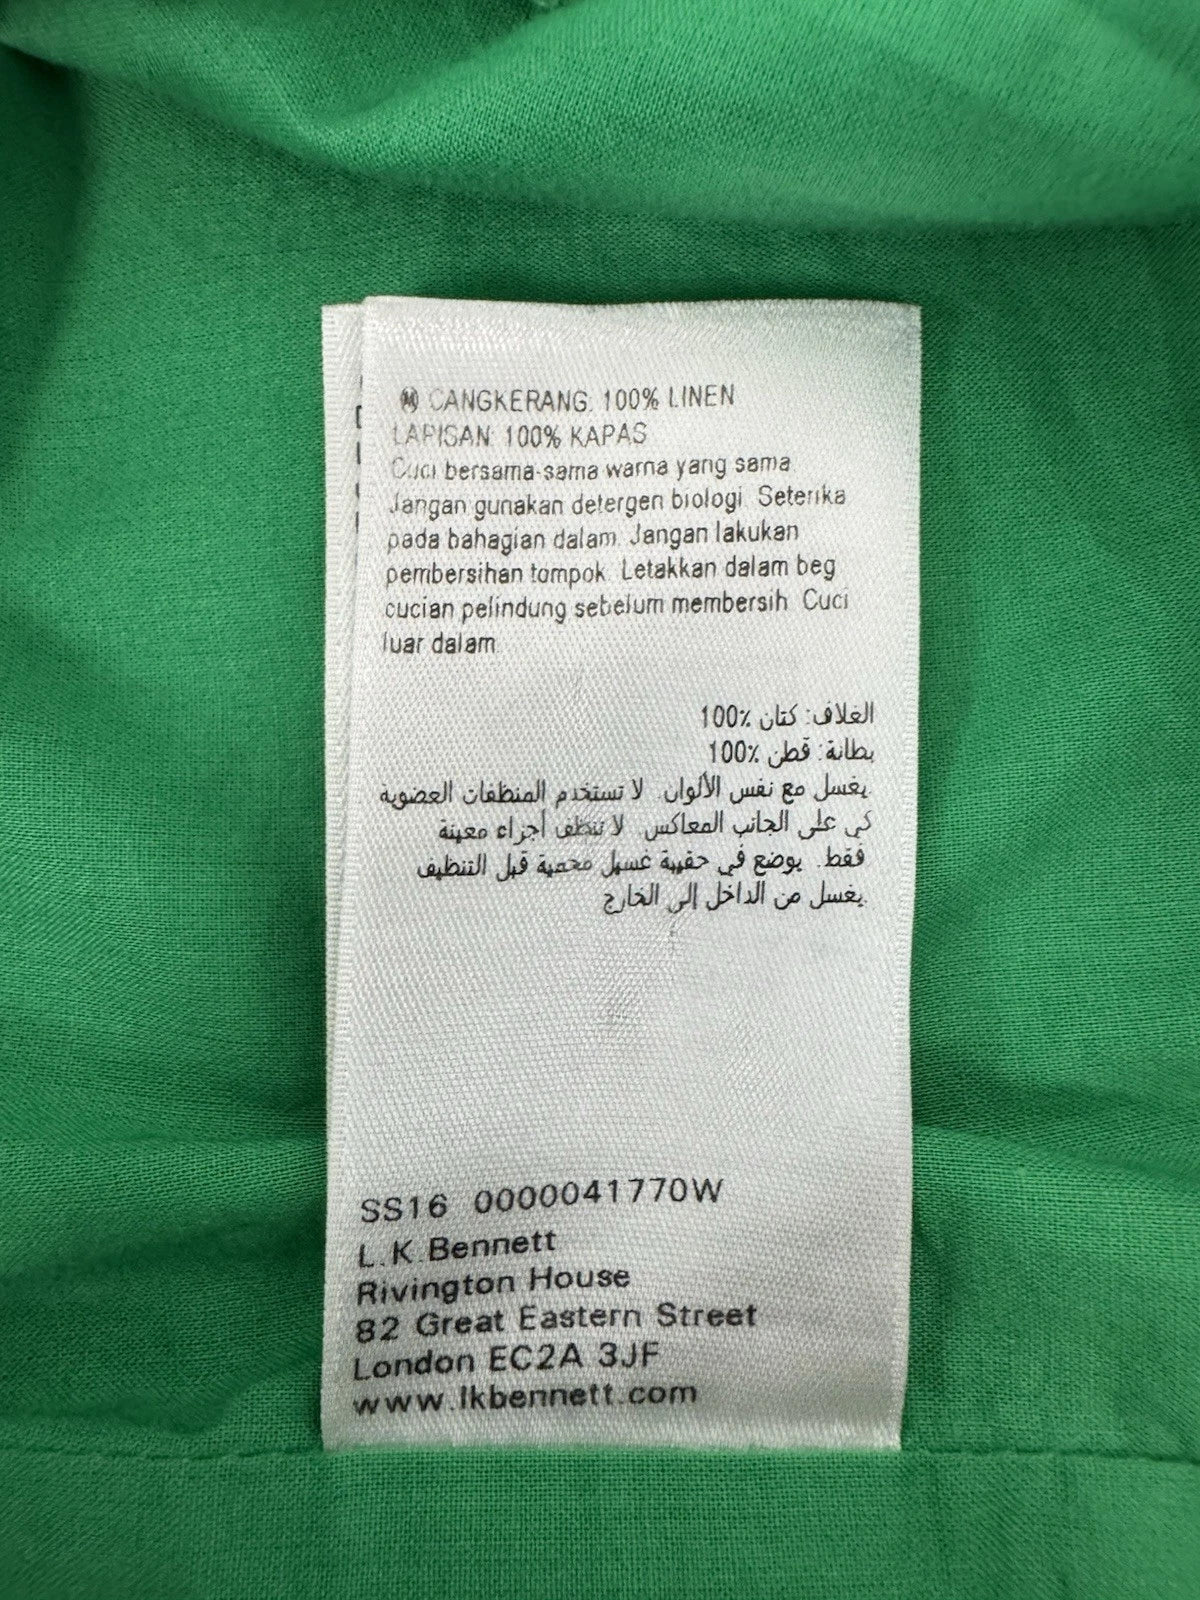 Ⓜ CANGKERANG: 100% LINEN
LAPISAN: 100% KAPAS
Cuci bersama-sama warna yang sama.
Jangan gunakan detergen biologi. Seterika
pada bahagian dalam. Jangan lakukan
pembersihan tompok. Letakkan dalam beg
cucian pelindung sebelum membersih. Cuci
luar dalam.
الغلاف: كتان ٪100
بطانة: قطن ٪100
يغسل مع نفس الألوان. لا تستخدم المنظفات العضوية.
كي على الجانب المعاكس. لا تنظف أجزاء معينة
فقط. يوضع في حقيبة غسيل محمية قبل التنظيف.
يغسل من الداخل إلى الخارج.
SS16 0000041770W
L.K.Bennett
Rivington House
82 Great Eastern Street
London EC2A 3JF
www.lkbennett.com